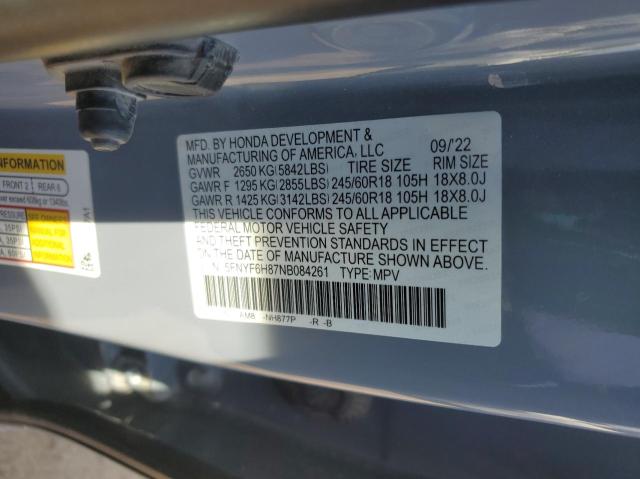 INFORMATION
FRONT 2 REAR 6
MFD. BY HONDA DEVELOPMENT & 09/'22
MANUFACTURING OF AMERICA, LLC
GVWR 2650 KG(5842LBS) TIRE SIZE RIM SIZE
GAWR F 1295 KG(2855LBS) 245/60R18 105H 18X8.0J
GAWR R 1425 KG(3142LBS) 245/60R18 105H 18X8.0J
THIS VEHICLE CONFORMS TO ALL APPLICABLE
FEDERAL MOTOR VEHICLE SAFETY
AND THEFT PREVENTION STANDARDS IN EFFECT
ON THE DATE OF MANUFACTURE SHOWN ABOVE.
5FNYF6H87NB084261 TYPE:MPV
AM8 -NH877P -R -B